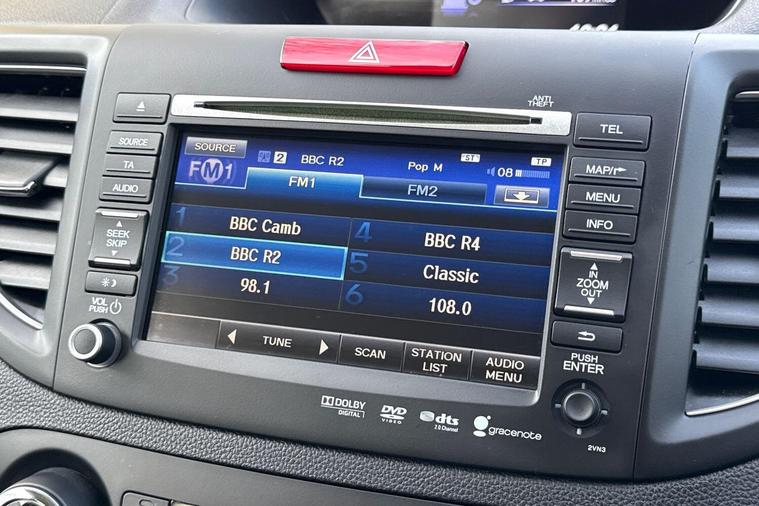 ANTI
THEFT
SOURCE
TA
AUDIO
SEEK
SKIP
VOL
PUSH
SOURCE
FM1
2 BBC R2
Pop M
ST
TP
08
FM1
FM2
1 BBC Camb
2 BBC R2
3 98.1
4 BBC R4
5 Classic
6 108.0
TUNE
SCAN
STATION
LIST
AUDIO
MENU
TEL
MAP/
MENU
INFO
IN
ZOOM
OUT
PUSH
ENTER
2VN3
DOLBY
DIGITAL
DVD
VIDEO
dts
2.0 Channel
gracenote